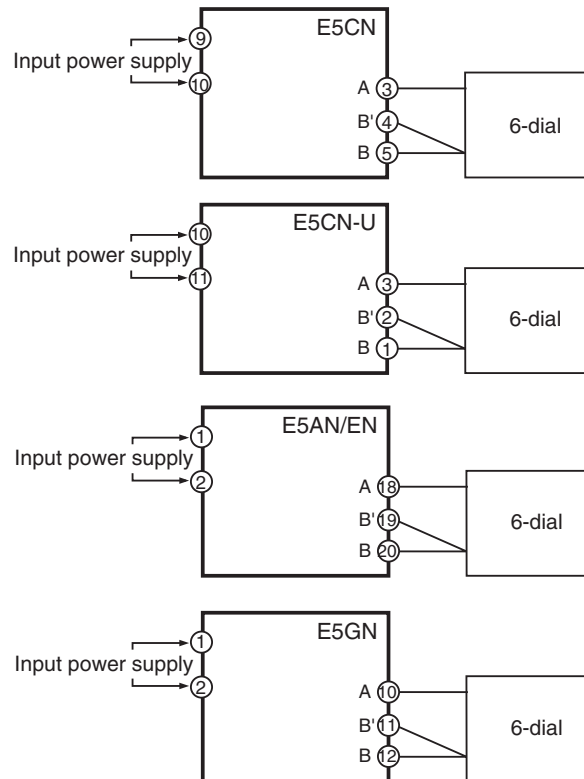 E5CN
9
Input power supply
10
A 3
B' 4
B 5
6-dial
E5CN-U
10
Input power supply
11
A 3
B' 2
B 1
6-dial
E5AN/EN
1
Input power supply
2
A 18
B' 19
B 20
6-dial
E5GN
1
Input power supply
2
A 10
B' 11
B 12
6-dial